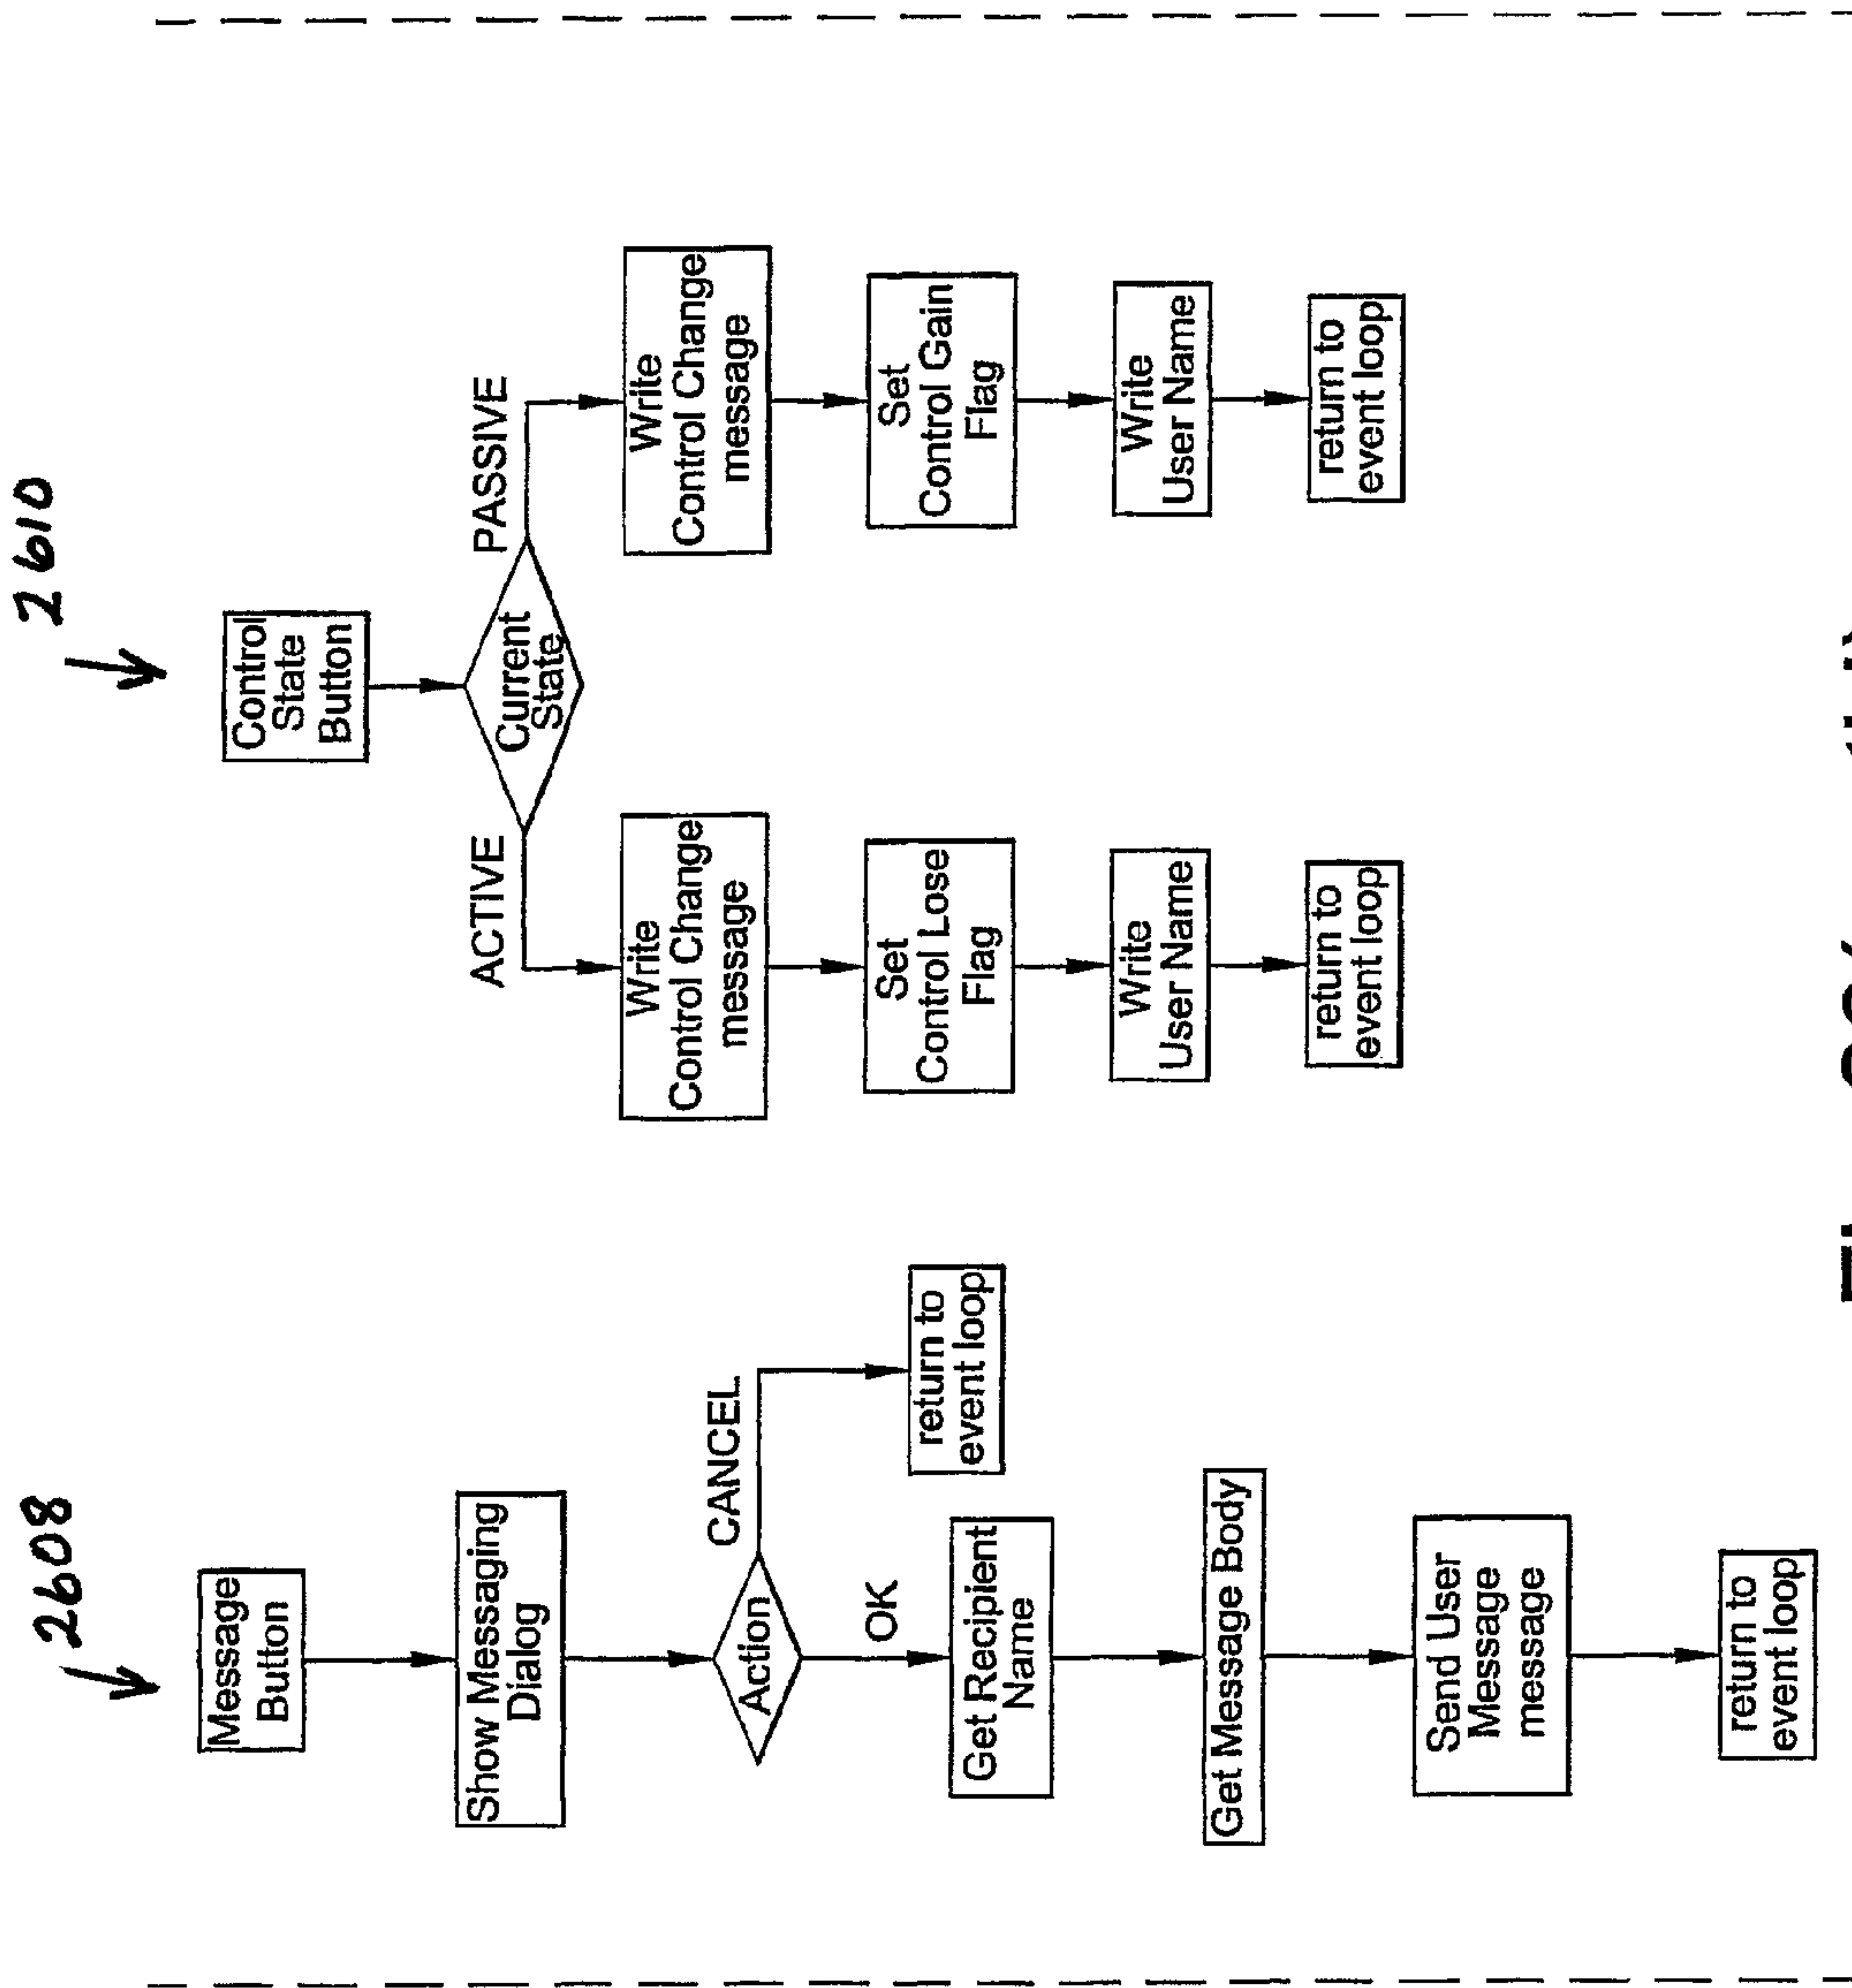 2608
Message
Button
Show Messaging
Dialog
Action
CANCEL
return to
event loop
OK
Get Recipient
Name
Get Message Body
Send User
Message
message
return to
event loop
2610
Control
State
Button
Current
State
ACTIVE
Write
Control Change
message
Set
Control Lose
Flag
Write
User Name
return to
event loop
PASSIVE
Write
Control Change
message
Set
Control Gain
Flag
Write
User Name
return to
event loop